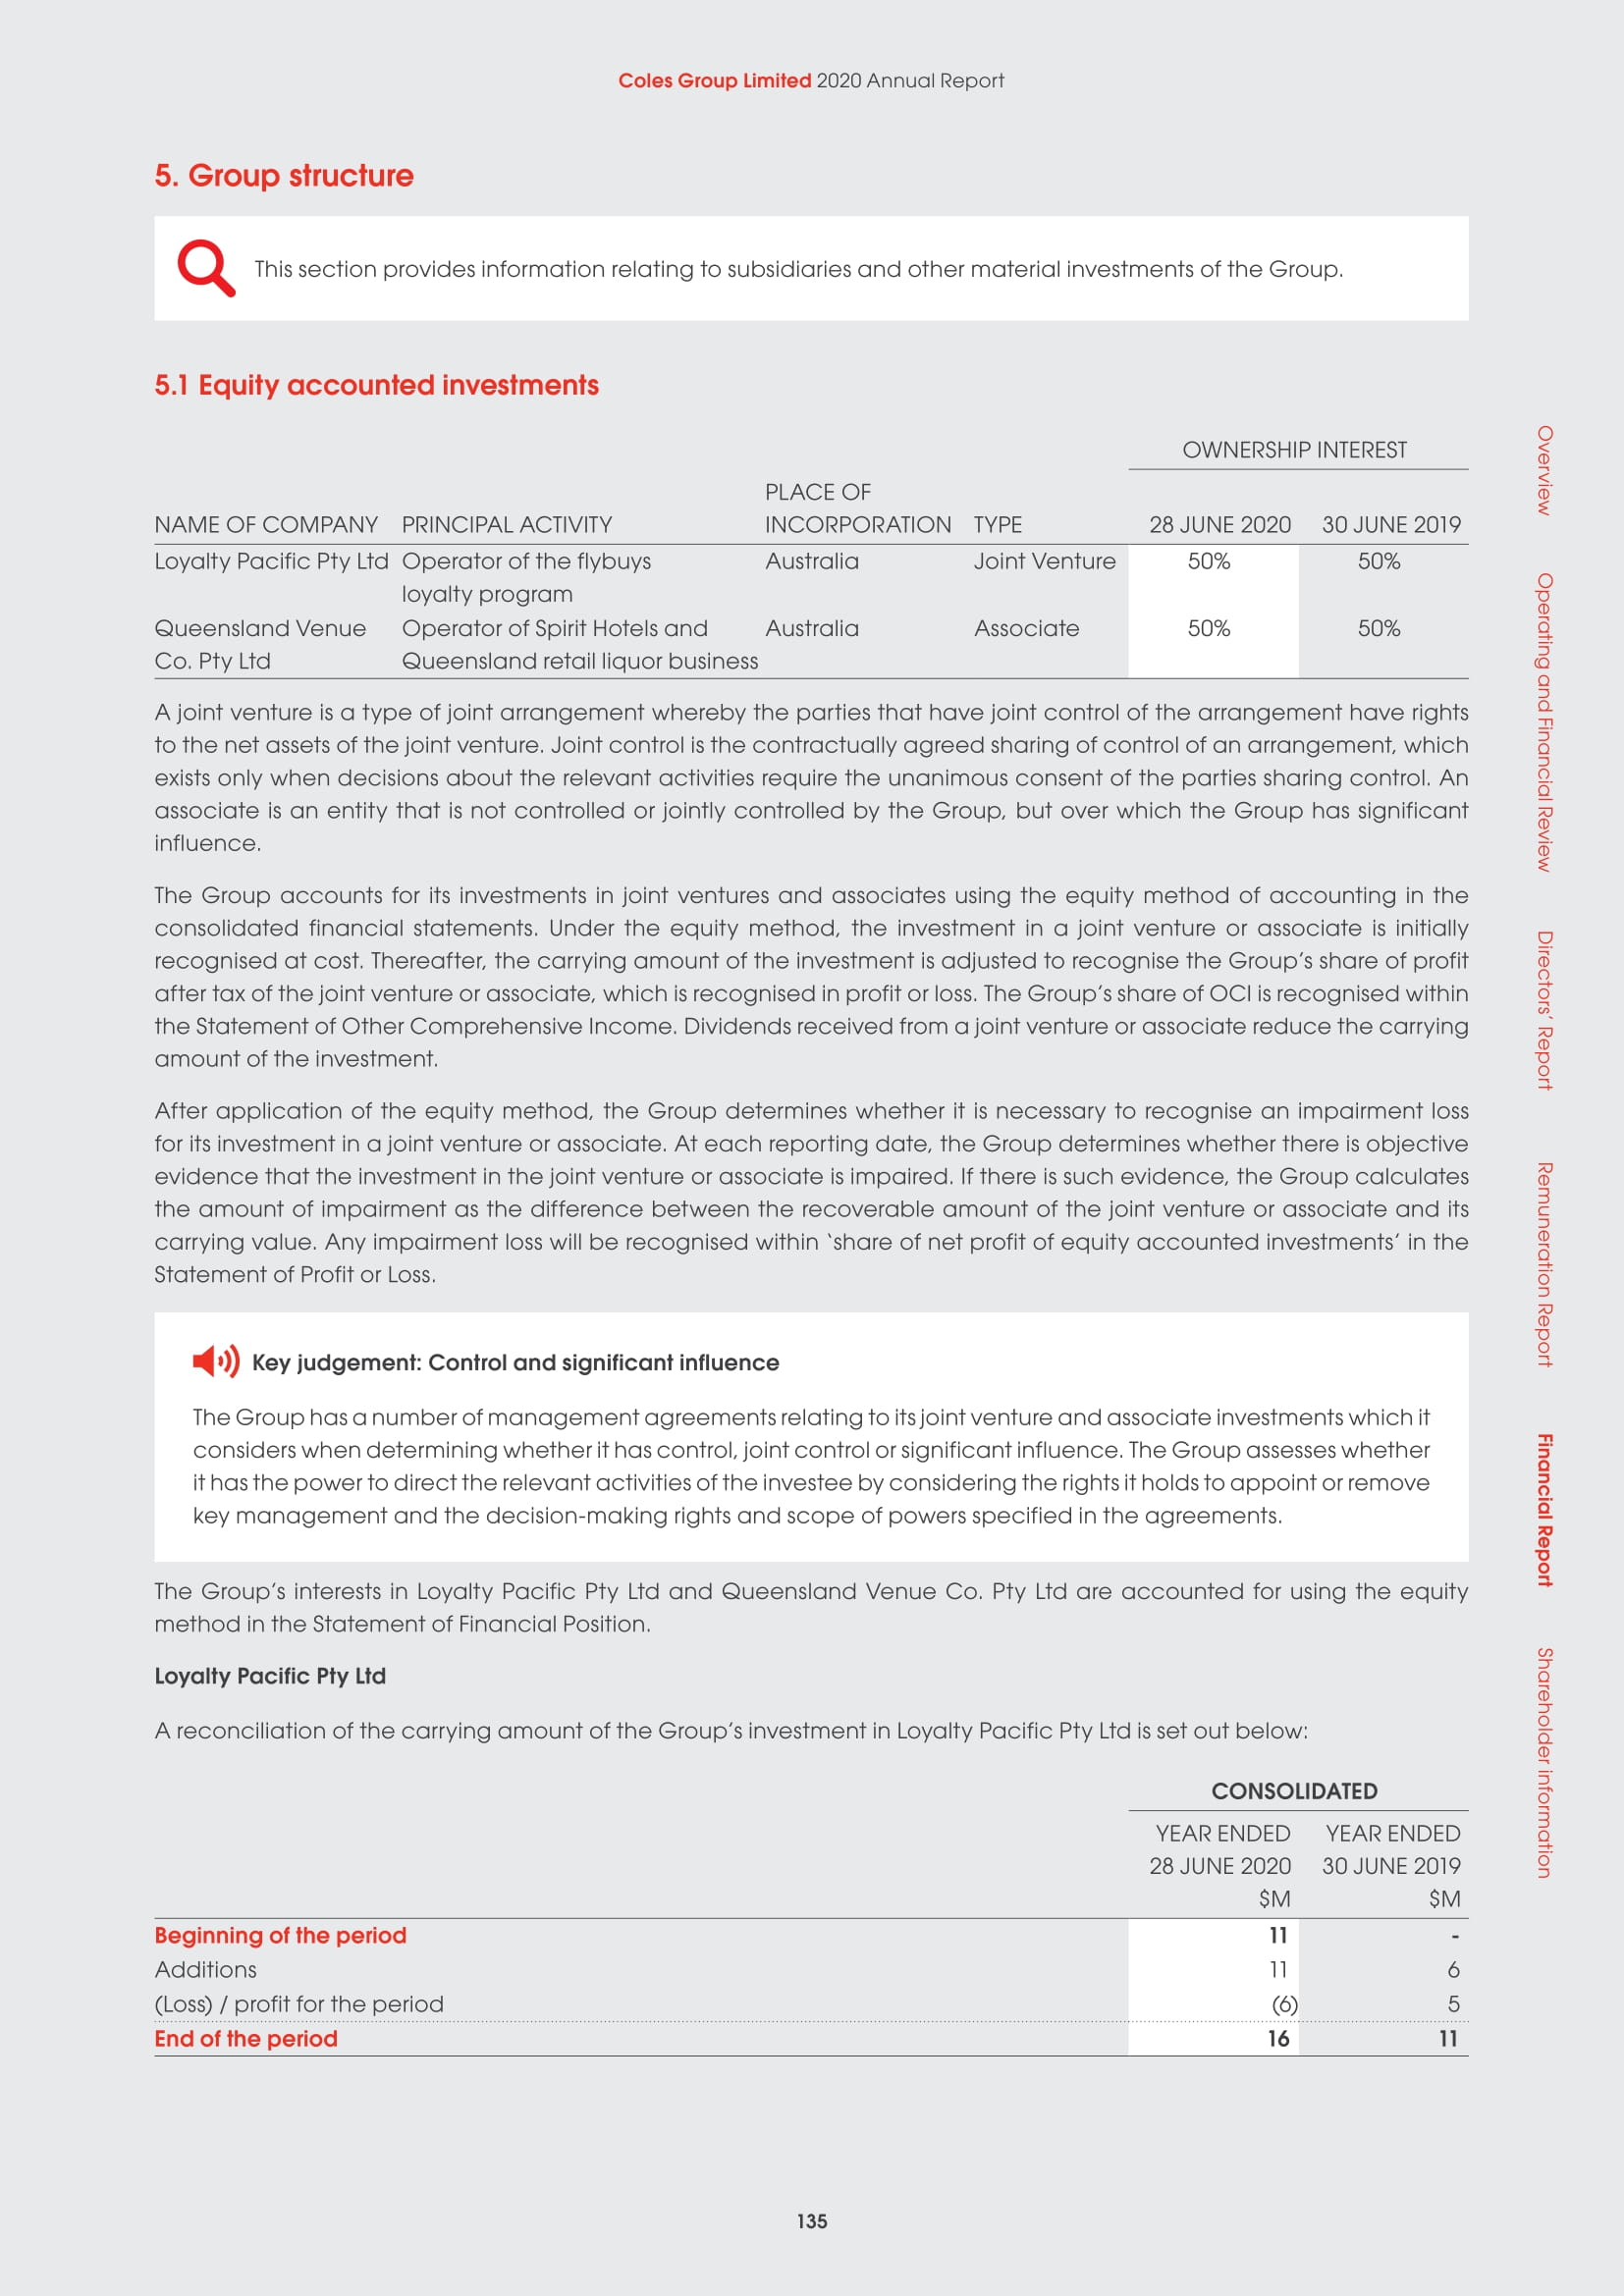 Coles Group Limited 2020 Annual Report
5. Group structure
This section provides information relating to subsidiaries and other material investments of the Group.
5.1 Equity accounted investments
OWNERSHIP INTEREST
NAME OF COMPANY PRINCIPAL ACTIVITY PLACE OF INCORPORATION TYPE 28 JUNE 2020 30 JUNE 2019
Loyalty Pacific Pty Ltd Operator of the flybuys loyalty program Australia Joint Venture 50% 50%
Queensland Venue Co. Pty Ltd Operator of Spirit Hotels and Queensland retail liquor business Australia Associate 50% 50%
A joint venture is a type of joint arrangement whereby the parties that have joint control of the arrangement have rights
to the net assets of the joint venture. Joint control is the contractually agreed sharing of control of an arrangement, which
exists only when decisions about the relevant activities require the unanimous consent of the parties sharing control. An
associate is an entity that is not controlled or jointly controlled by the Group, but over which the Group has significant
influence.
The Group accounts for its investments in joint ventures and associates using the equity method of accounting in the
consolidated financial statements. Under the equity method, the investment in a joint venture or associate is initially
recognised at cost. Thereafter, the carrying amount of the investment is adjusted to recognise the Group's share of profit
after tax of the joint venture or associate, which is recognised in profit or loss. The Group's share of OCI is recognised within
the Statement of Other Comprehensive Income. Dividends received from a joint venture or associate reduce the carrying
amount of the investment.
After application of the equity method, the Group determines whether it is necessary to recognise an impairment loss
for its investment in a joint venture or associate. At each reporting date, the Group determines whether there is objective
evidence that the investment in the joint venture or associate is impaired. If there is such evidence, the Group calculates
the amount of impairment as the difference between the recoverable amount of the joint venture or associate and its
carrying value. Any impairment loss will be recognised within 'share of net profit of equity accounted investments' in the
Statement of Profit or Loss.
Key judgement: Control and significant influence
The Group has a number of management agreements relating to its joint venture and associate investments which it
considers when determining whether it has control, joint control or significant influence. The Group assesses whether
it has the power to direct the relevant activities of the investee by considering the rights it holds to appoint or remove
key management and the decision-making rights and scope of powers specified in the agreements.
The Group's interests in Loyalty Pacific Pty Ltd and Queensland Venue Co. Pty Ltd are accounted for using the equity
method in the Statement of Financial Position.
Loyalty Pacific Pty Ltd
A reconciliation of the carrying amount of the Group's investment in Loyalty Pacific Pty Ltd is set out below:
CONSOLIDATED
YEAR ENDED YEAR ENDED
28 JUNE 2020 30 JUNE 2019
$M $M
Beginning of the period 11 -
Additions 11 6
(Loss) / profit for the period (6) 5
End of the period 16 11
135
Overview
Operating and Financial Review
Directors' Report
Remuneration Report
Financial Report
Shareholder information